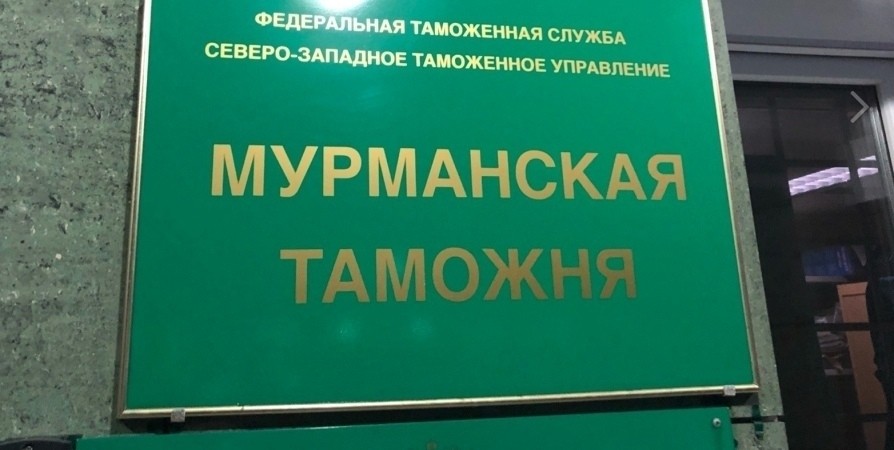 ФЕДЕРАЛЬНАЯ ТАМОЖЕННАЯ СЛУЖБА
СЕВЕРО-ЗАПАДНОЕ ТАМОЖЕННОЕ УПРАВЛЕНИЕ
МУРМАНСКАЯ
ТАМОЖНЯ